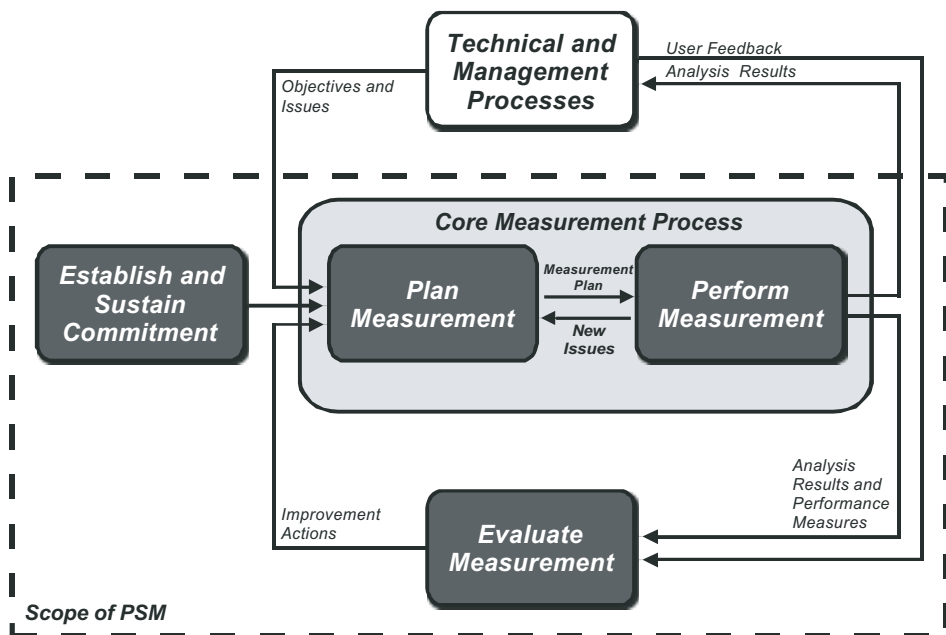 Technical and
Management
Processes
User Feedback
Analysis Results
Objectives and
Issues
Core Measurement Process
Establish and
Sustain
Commitment
Plan
Measurement
Measurement
Plan
New
Issues
Perform
Measurement
Analysis
Results and
Performance
Measures
Improvement
Actions
Evaluate
Measurement
Scope of PSM